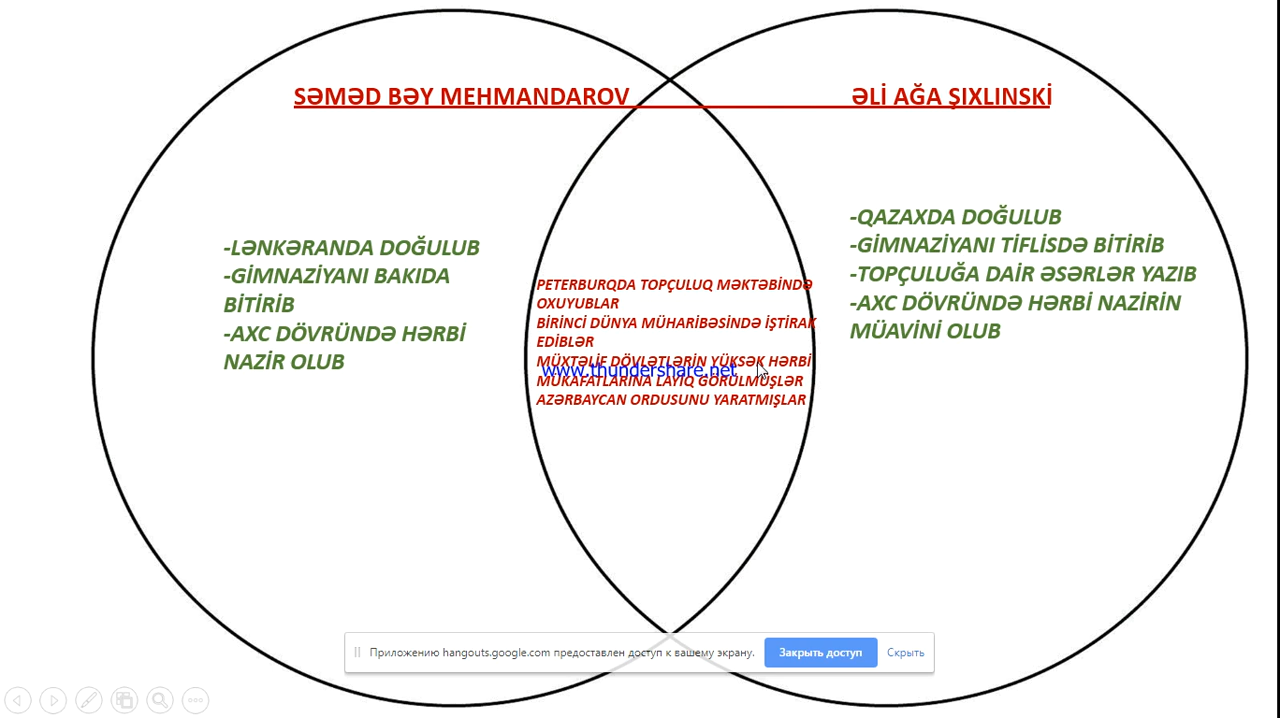 SƏMƏD BƏY MEHMANDAROV
ƏLİ AĞA ŞIXLINSKİ
-LƏNKƏRANDA DOĞULUB
-GİMNAZİYANI BAKIDA
BİTİRİB
-AXC DÖVRÜNDƏ HƏRBİ
NAZİR OLUB
PETERBURQDA TOPÇULUQ MƏKTƏBİNDƏ
OXUYUBLAR
BİRİNCİ DÜNYA MÜHARİBƏSİNDƏ İŞTİRAK
EDİBLƏR
MÜXTƏLİF DÖVLƏTLƏRİN YÜKSƏK HƏRBİ
MÜKAFATLARINA LAYİQ GÖRÜLMÜŞLƏR
AZƏRBAYCAN ORDUSUNU YARATMIŞLAR
www.thundershare.net
-QAZAXDA DOĞULUB
-GİMNAZİYANI TİFLİSDƏ BİTİRİB
-TOPÇULUĞA DAİR ƏSƏRLƏR YAZIB
-AXC DÖVRÜNDƏ HƏRBİ NAZİRİN
MÜAVİNİ OLUB
Приложению hangouts.google.com предоставлен доступ к вашему экрану.
Закрыть доступ
Скрыть